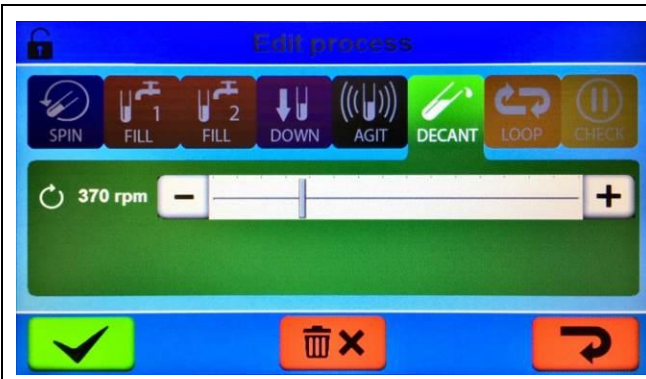 Edit process
SPIN
1
FILL
2
FILL
DOWN
AGIT
DECANT
LOOP
CHECK
370 rpm